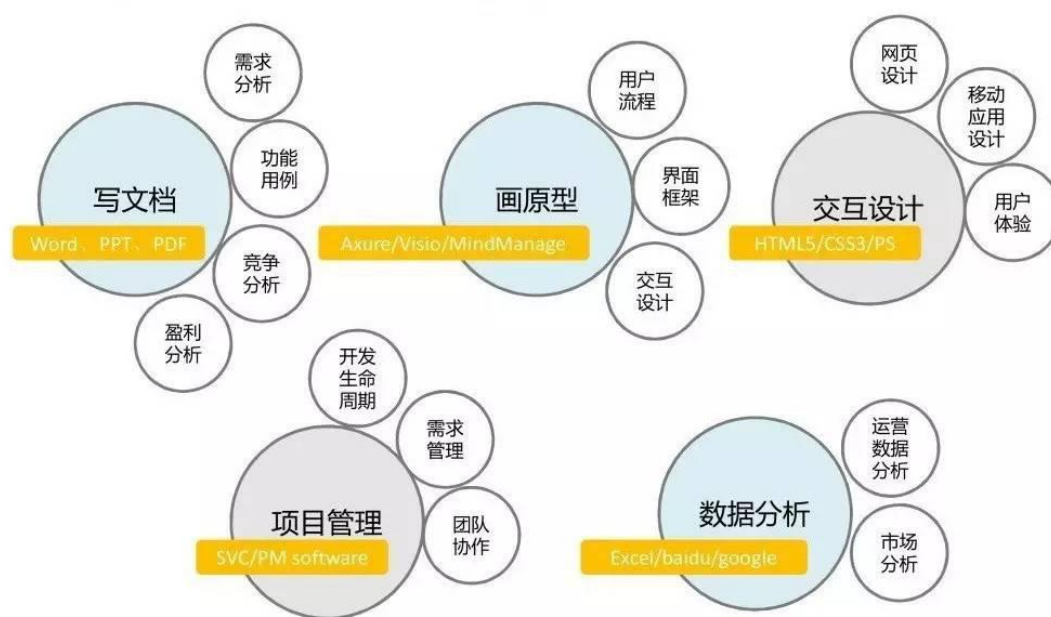 需求
分析
功能
用例
写文档
Word、PPT、PDF
竞争
分析
盈利
分析
用户
流程
界面
框架
画原型
Axure/Visio/MindManage
交互
设计
网页
设计
移动
应用
设计
交互设计
用户
体验
HTML5/CSS3/PS
开发
生命
周期
需求
管理
项目管理
团队
协作
SVC/PM software
运营
数据
分析
数据分析
市场
分析
Excel/baidu/google